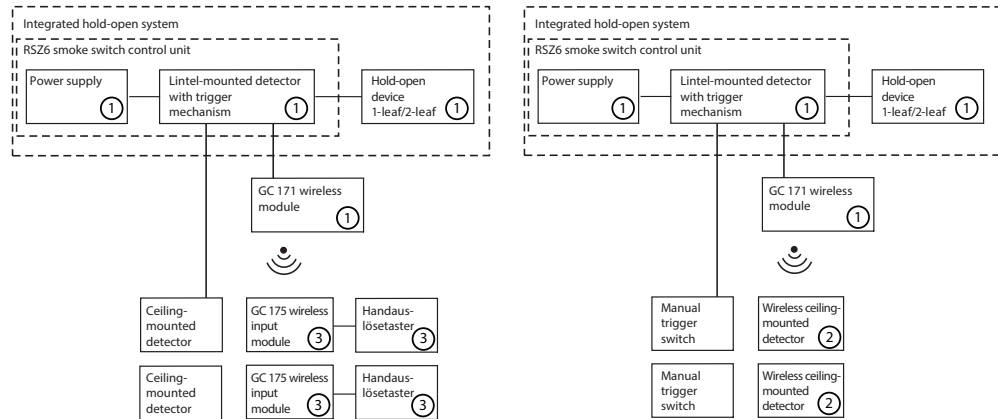 Integrated hold-open system
RSZ6 smoke switch control unit
Power supply
1
Lintel-mounted detector
with trigger
mechanism
1
Hold-open
device
1-leaf/2-leaf
1
GC 171 wireless
module
1
Ceiling-
mounted
detector
GC 175 wireless
input
module
3
Handaus-
lösetaster
3
Ceiling-
mounted
detector
GC 175 wireless
input
module
3
Handaus-
lösetaster
3
Integrated hold-open system
RSZ6 smoke switch control unit
Power supply
1
Lintel-mounted detector
with trigger
mechanism
1
Hold-open
device
1-leaf/2-leaf
1
GC 171 wireless
module
1
Manual
trigger
switch
Wireless ceiling-
mounted
detector
2
Manual
trigger
switch
Wireless ceiling-
mounted
detector
2